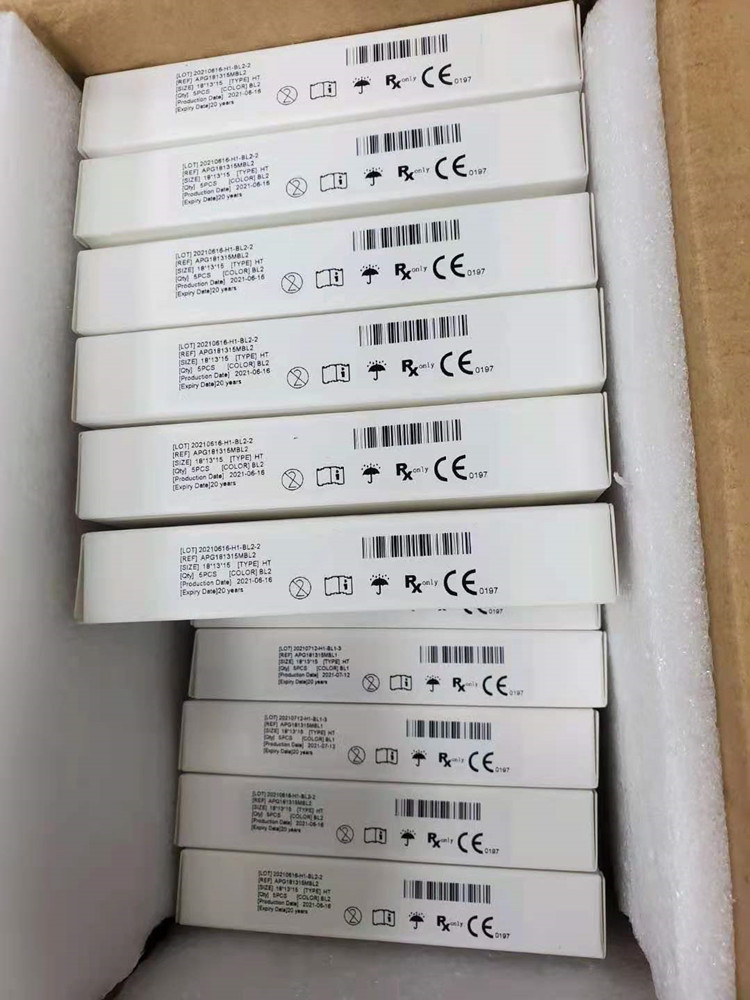 [LOT] 20210616-H1-BL2-2
[REF] APG181315MBL2
[SIZE] 18*13*15 [TYPE] HT
[Qty] 5PCS [COLOR] BL2
[Production Date] 2021-06-16
[Expiry Date]20 years
2
i
Rx only
CE 0197
[LOT] 20210616-H1-BL2-2
[REF] APG181315MBL2
[SIZE] 18*13*15 [TYPE] HT
[Qty] 5PCS [COLOR] BL2
[Production Date] 2021-06-16
[Expiry Date]20 years
2
i
Rx only
CE 0197
[LOT] 20210616-H1-BL2-2
[REF] APG181315MBL2
[SIZE] 18*13*15 [TYPE] HT
[Qty] 5PCS [COLOR] BL2
[Production Date] 2021-06-16
[Expiry Date]20 years
2
i
Rx only
CE 0197
[LOT] 20210616-H1-BL2-2
[REF] APG181315MBL2
[SIZE] 18*13*15 [TYPE] HT
[Qty] 5PCS [COLOR] BL2
[Production Date] 2021-06-16
[Expiry Date]20 years
2
i
Rx only
CE 0197
[LOT] 20210616-H1-BL2-2
[REF] APG181315MBL2
[SIZE] 18*13*15 [TYPE] HT
[Qty] 5PCS [COLOR] BL2
[Production Date] 2021-06-16
[Expiry Date]20 years
2
i
Rx only
CE 0197
[LOT] 20210616-H1-BL2-2
[REF] APG181315MBL2
[SIZE] 18*13*15 [TYPE] HT
[Qty] 5PCS [COLOR] BL2
[Production Date] 2021-06-16
[Expiry Date]20 years
2
i
Rx only
CE 0197
0197
[LOT] 20210712-H1-BL1-3
[REF] APG181315MBL1
[SIZE] 18*13*15 [TYPE] HT
[Qty] 5PCS [COLOR] BL1
[Production Date] 2021-07-12
[Expiry Date]20 years
2
i
Rx only
CE 0197
[LOT] 20210712-H1-BL1-3
[REF] APG181315MBL1
[SIZE] 18*13*15 [TYPE] HT
[Qty] 5PCS [COLOR] BL1
[Production Date] 2021-07-12
[Expiry Date]20 years
2
i
Rx only
CE 0197
[LOT] 20210616-H1-BL2-2
[REF] APG181315MBL2
[SIZE] 18*13*15 [TYPE] HT
[Qty] 5PCS [COLOR] BL2
[Production Date] 2021-06-16
[Expiry Date]20 years
2
i
Rx only
CE 0197
[LOT] 20210616-H1-BL2-2
[REF] APG181315MBL2
[SIZE] 18*13*15 [TYPE] HT
[Qty] 5PCS [COLOR] BL2
[Production Date] 2021-06-16
[Expiry Date]20 years
2
i
Rx only
CE 0197